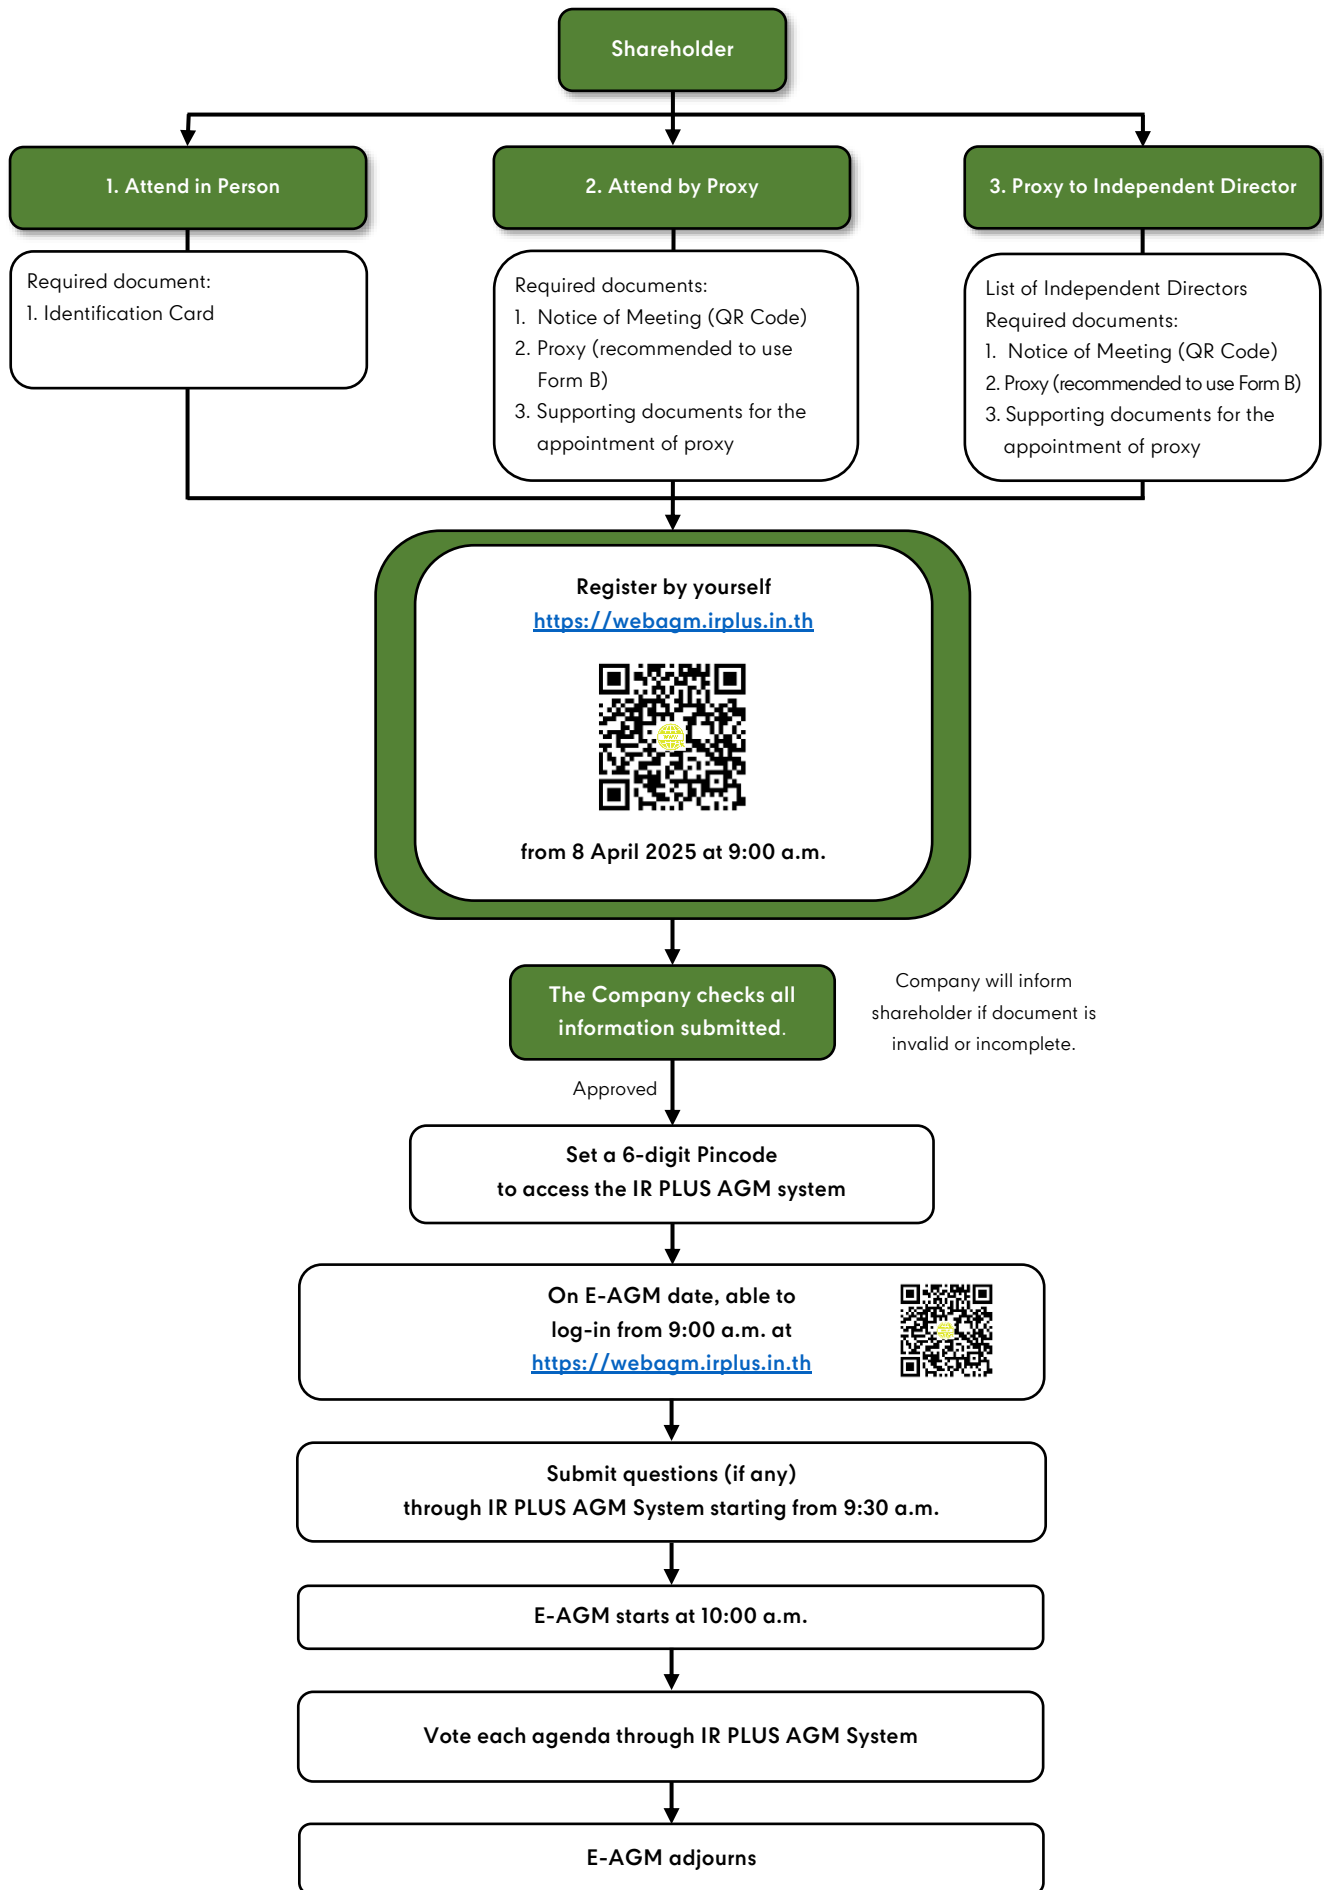 Shareholder
1. Attend in Person
2. Attend by Proxy
3. Proxy to Independent Director
Required document:
1. Identification Card
Required documents:
1. Notice of Meeting (QR Code)
2. Proxy (recommended to use
Form B)
3. Supporting documents for the
appointment of proxy
List of Independent Directors
Required documents:
1. Notice of Meeting (QR Code)
2. Proxy (recommended to use Form B)
3. Supporting documents for the
appointment of proxy
Register by yourself
https://webagm.irplus.in.th
from 8 April 2025 at 9:00 a.m.
The Company checks all
information submitted.
Company will inform
shareholder if document is
invalid or incomplete.
Approved
Set a 6-digit Pincode
to access the IR PLUS AGM system
On E-AGM date, able to
log-in from 9:00 a.m. at
https://webagm.irplus.in.th
Submit questions (if any)
through IR PLUS AGM System starting from 9:30 a.m.
E-AGM starts at 10:00 a.m.
Vote each agenda through IR PLUS AGM System
E-AGM adjourns